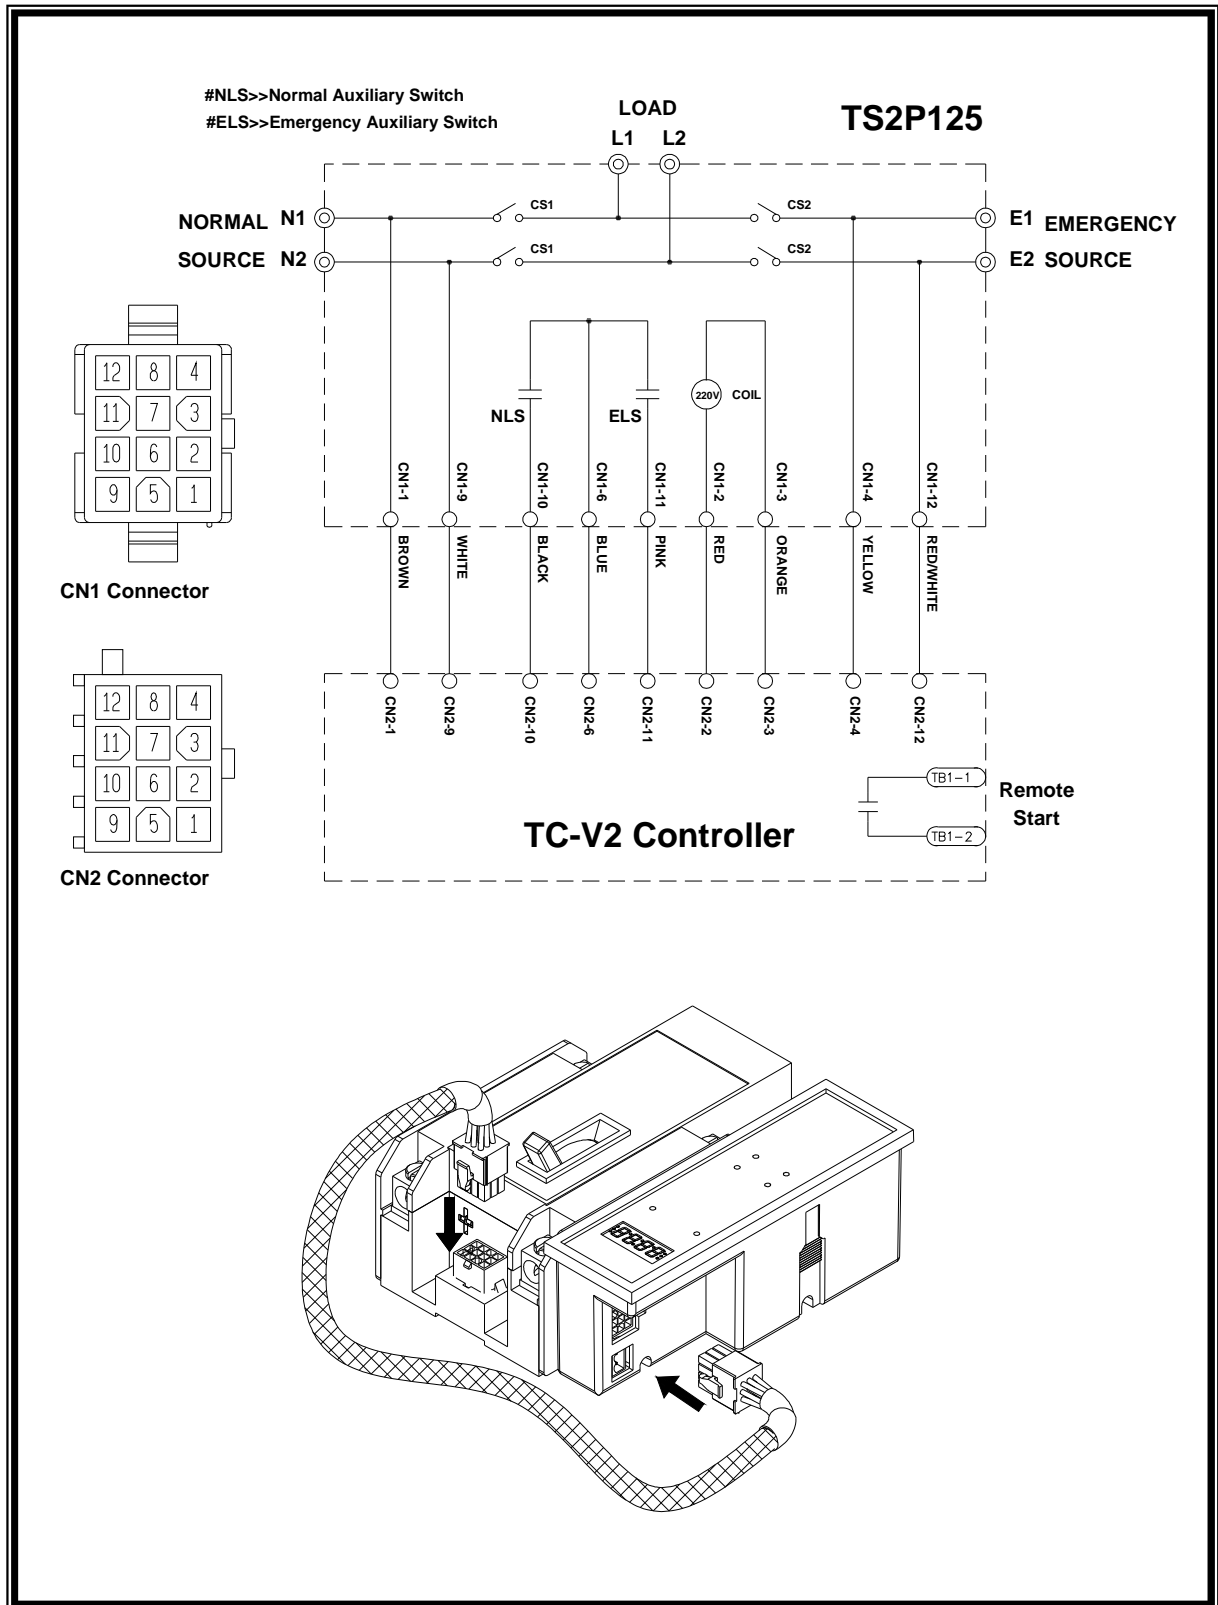 #NLS>>Normal Auxiliary Switch
#ELS>>Emergency Auxiliary Switch
LOAD
L1 L2
TS2P125
NORMAL N1
CS1
CS2
E1 EMERGENCY
SOURCE N2
CS1
CS2
E2 SOURCE
12 8 4
11 7 3
10 6 2
9 5 1
CN1 Connector
NLS
ELS
220V
COIL
CN1-1
CN1-9
CN1-10
CN1-6
CN1-11
CN1-2
CN1-3
CN1-4
CN1-12
BROWN
WHITE
BLACK
BLUE
PINK
RED
ORANGE
YELLOW
RED/WHITE
12 8 4
11 7 3
10 6 2
9 5 1
CN2 Connector
CN2-1
CN2-9
CN2-10
CN2-6
CN2-11
CN2-2
CN2-3
CN2-4
CN2-12
TB1-1
TB1-2
Remote
Start
TC-V2 Controller